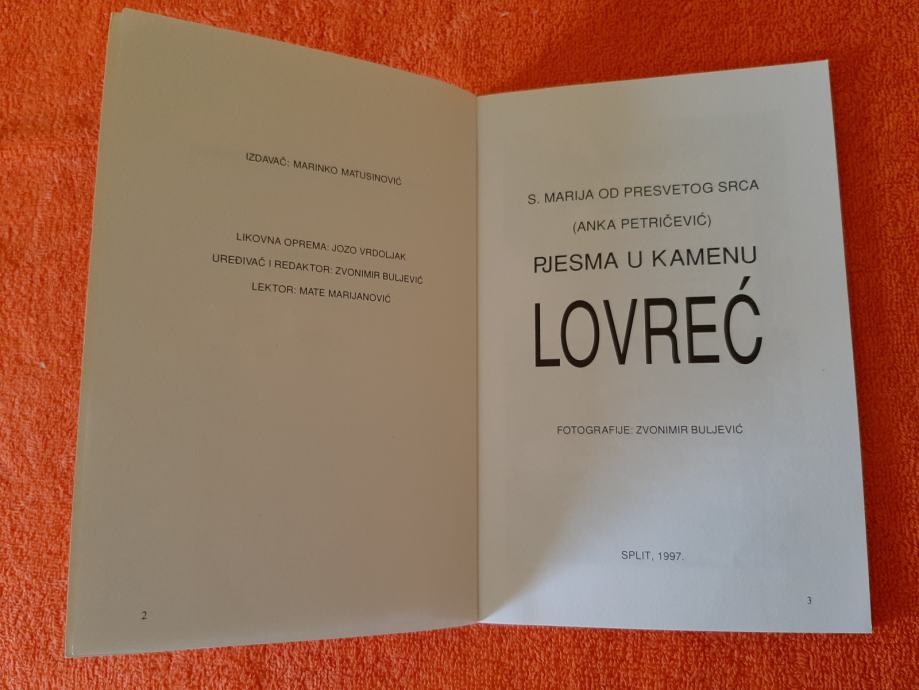 IZDAVAČ: MARINKO MATUSINOVIĆ
LIKOVNA OPREMA: JOZO VRDOLJAK
UREĐIVAČ I REDAKTOR: ZVONIMIR BULJEVIĆ
LEKTOR: MATE MARIJANOVIĆ
2
S. MARIJA OD PRESVETOG SRCA
(ANKA PETRIČEVIĆ)
PJESMA U KAMENU
LOVREĆ
FOTOGRAFIJE: ZVONIMIR BULJEVIĆ
SPLIT, 1997.
3